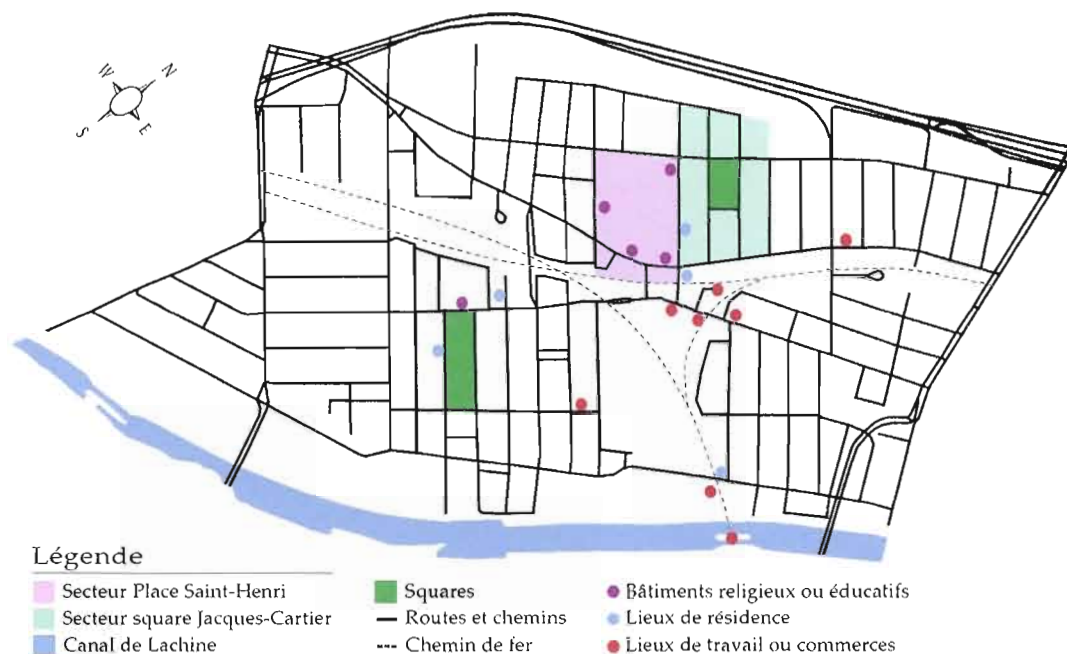 W N
S E
Légende
Secteur Place Saint-Henri
Secteur square Jacques-Cartier
Canal de Lachine
Squares
Routes et chemins
Chemin de fer
Bâtiments religieux ou éducatifs
Lieux de résidence
Lieux de travail ou commerces